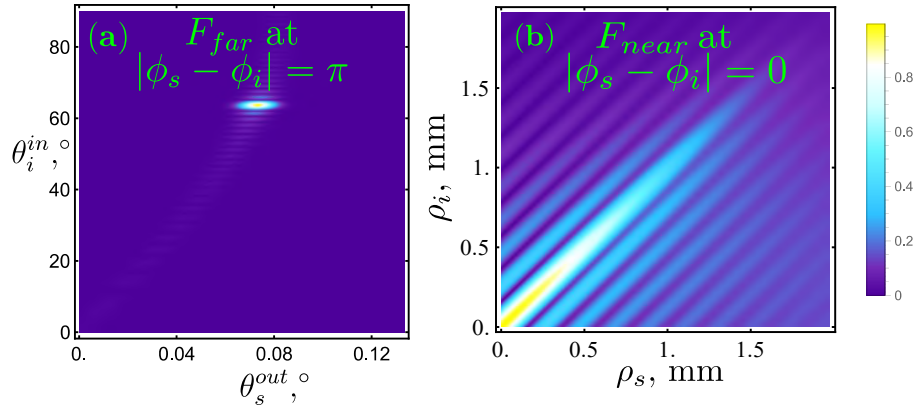 (a) F_far at
|ϕ_s − ϕ_i| = π
80
60
40
20
0
θ_i^in,°
0. 0.04 0.08 0.12
θ_s^out,°
(b) F_near at
|ϕ_s − ϕ_i| = 0
1.5
1.
0.5
0.
ρ_i, mm
0. 0.5 1. 1.5
ρ_s, mm
0.8
0.6
0.4
0.2
0